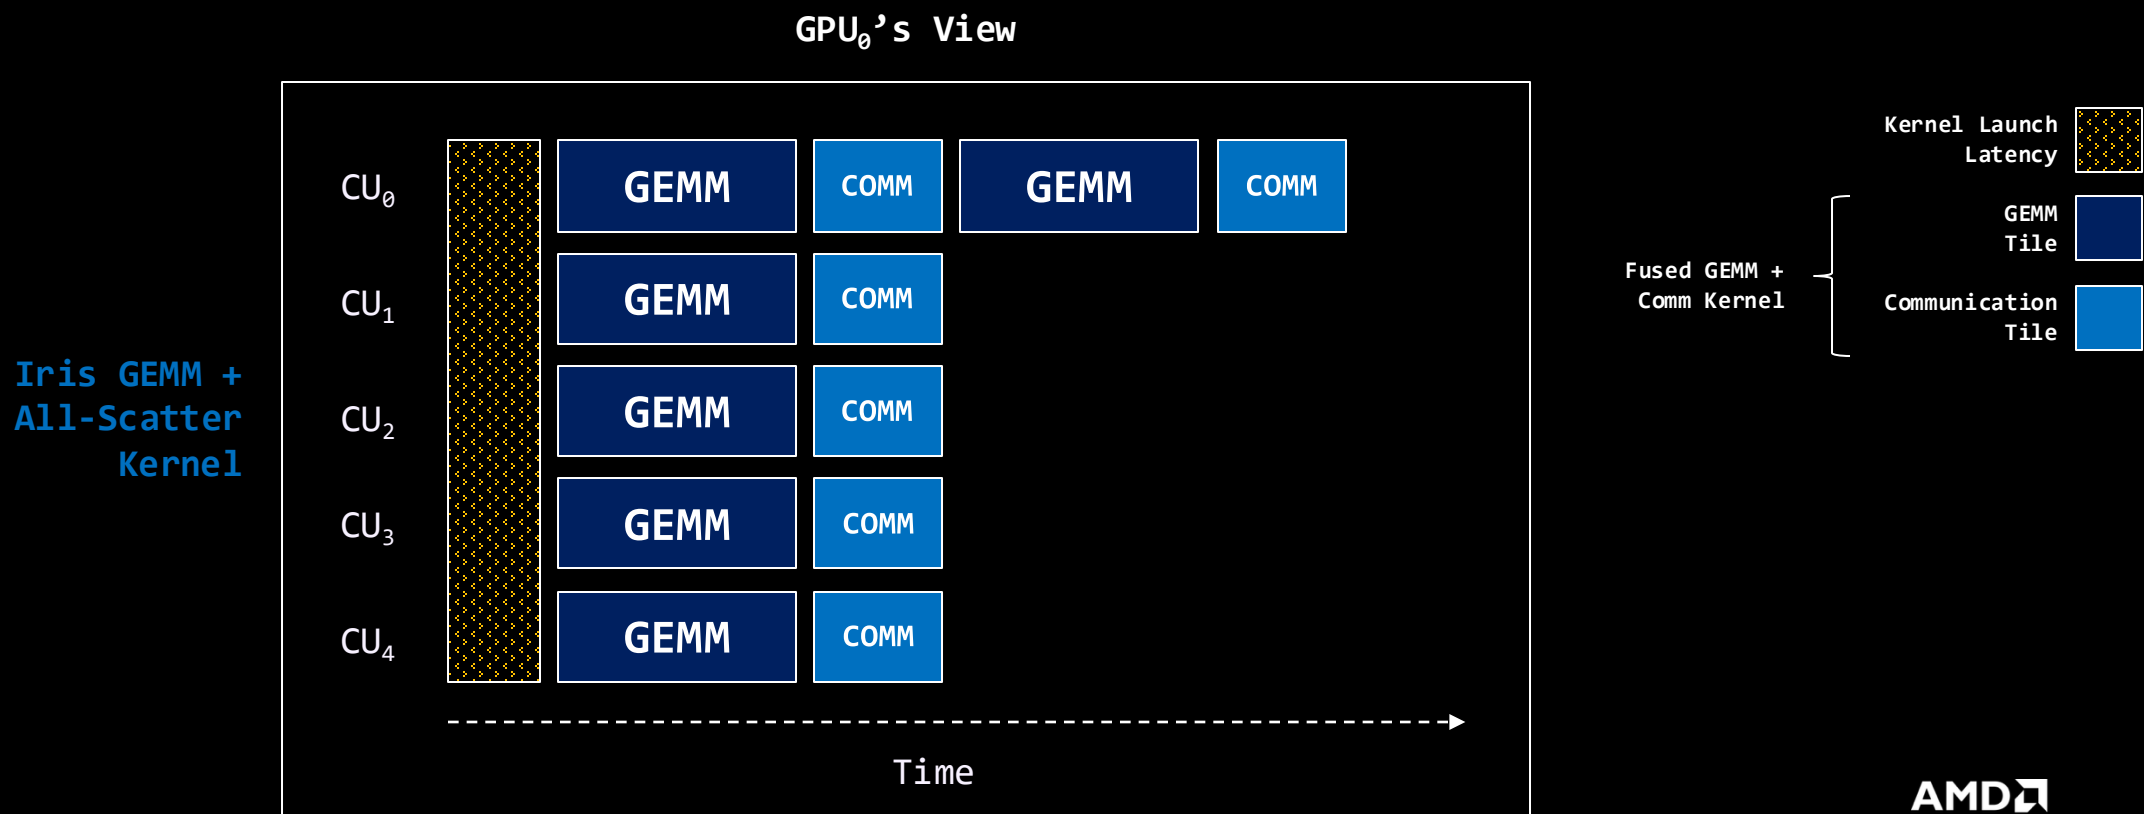 GPU₀’s View
Kernel Launch
Latency
CU₀ GEMM COMM GEMM COMM
GEMM
Tile
Fused GEMM +
Comm Kernel
CU₁ GEMM COMM
Communication
Tile
Iris GEMM +
All-Scatter
Kernel
CU₂ GEMM COMM
CU₃ GEMM COMM
CU₄ GEMM COMM
Time
AMD